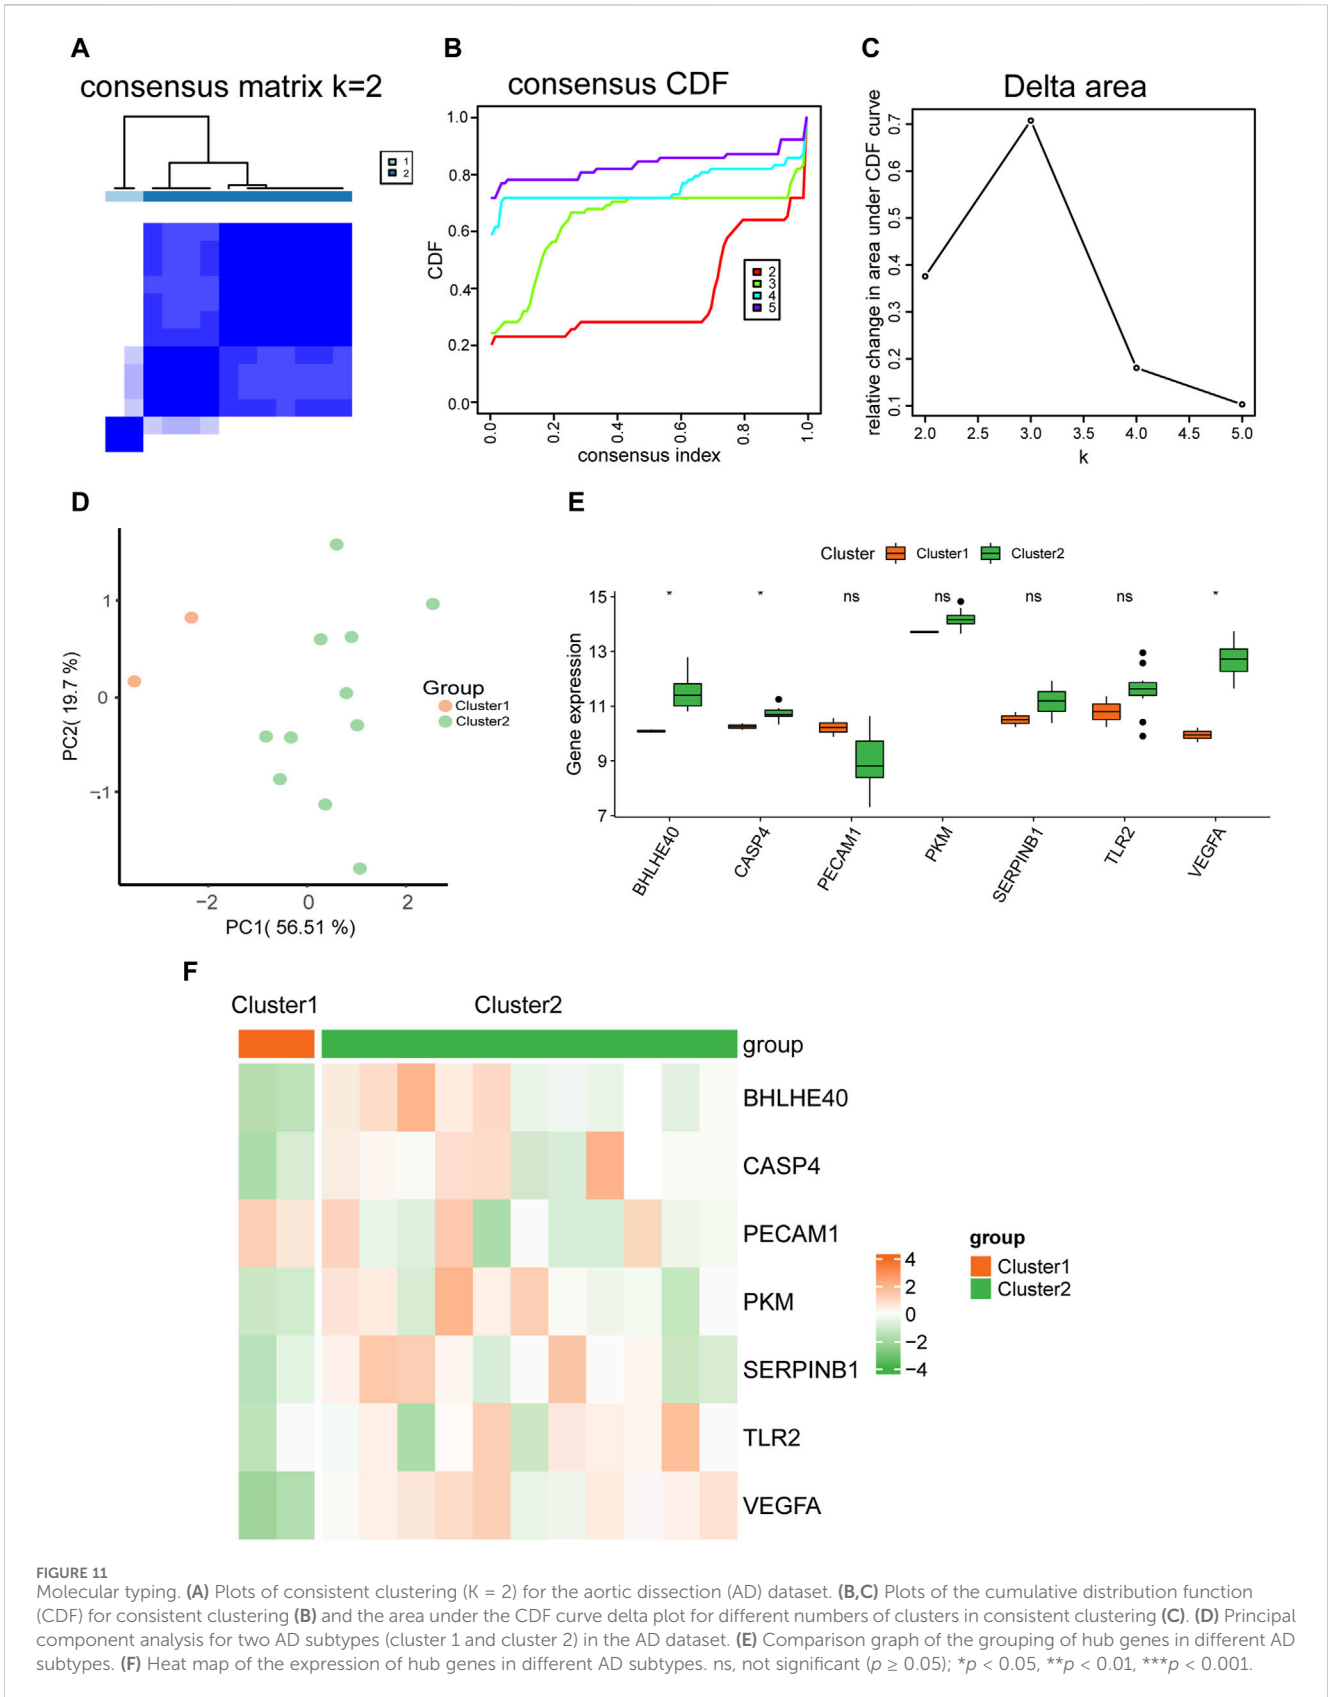 A
consensus matrix k=2
1
2
B
consensus CDF
1.0
0.8
0.6
0.4
0.2
0.0
CDF
2
3
4
5
0.0 0.2 0.4 0.6 0.8 1.0
consensus index
C
Delta area
relative change in area under CDF curve
0.7
0.6
0.5
0.4
0.3
0.2
0.1
2.0 2.5 3.0 3.5 4.0 4.5 5.0
k
D
PC2( 19.7 %)
1
0
-1
−2 0 2
PC1( 56.51 %)
Group
Cluster1
Cluster2
E
Cluster Cluster1 Cluster2
Gene expression
15
13
11
9
7
* * ns ns ns ns *
BHLHE40 CASP4 PECAM1 PKM SERPINB1 TLR2 VEGFA
F
Cluster1 Cluster2
group
BHLHE40
CASP4
PECAM1
PKM
SERPINB1
TLR2
VEGFA
4
2
0
−2
−4
group
Cluster1
Cluster2
FIGURE 11
Molecular typing. (A) Plots of consistent clustering (K = 2) for the aortic dissection (AD) dataset. (B,C) Plots of the cumulative distribution function
(CDF) for consistent clustering (B) and the area under the CDF curve delta plot for different numbers of clusters in consistent clustering (C). (D) Principal
component analysis for two AD subtypes (cluster 1 and cluster 2) in the AD dataset. (E) Comparison graph of the grouping of hub genes in different AD
subtypes. (F) Heat map of the expression of hub genes in different AD subtypes. ns, not significant (p ≥ 0.05); *p < 0.05, **p < 0.01, ***p < 0.001.